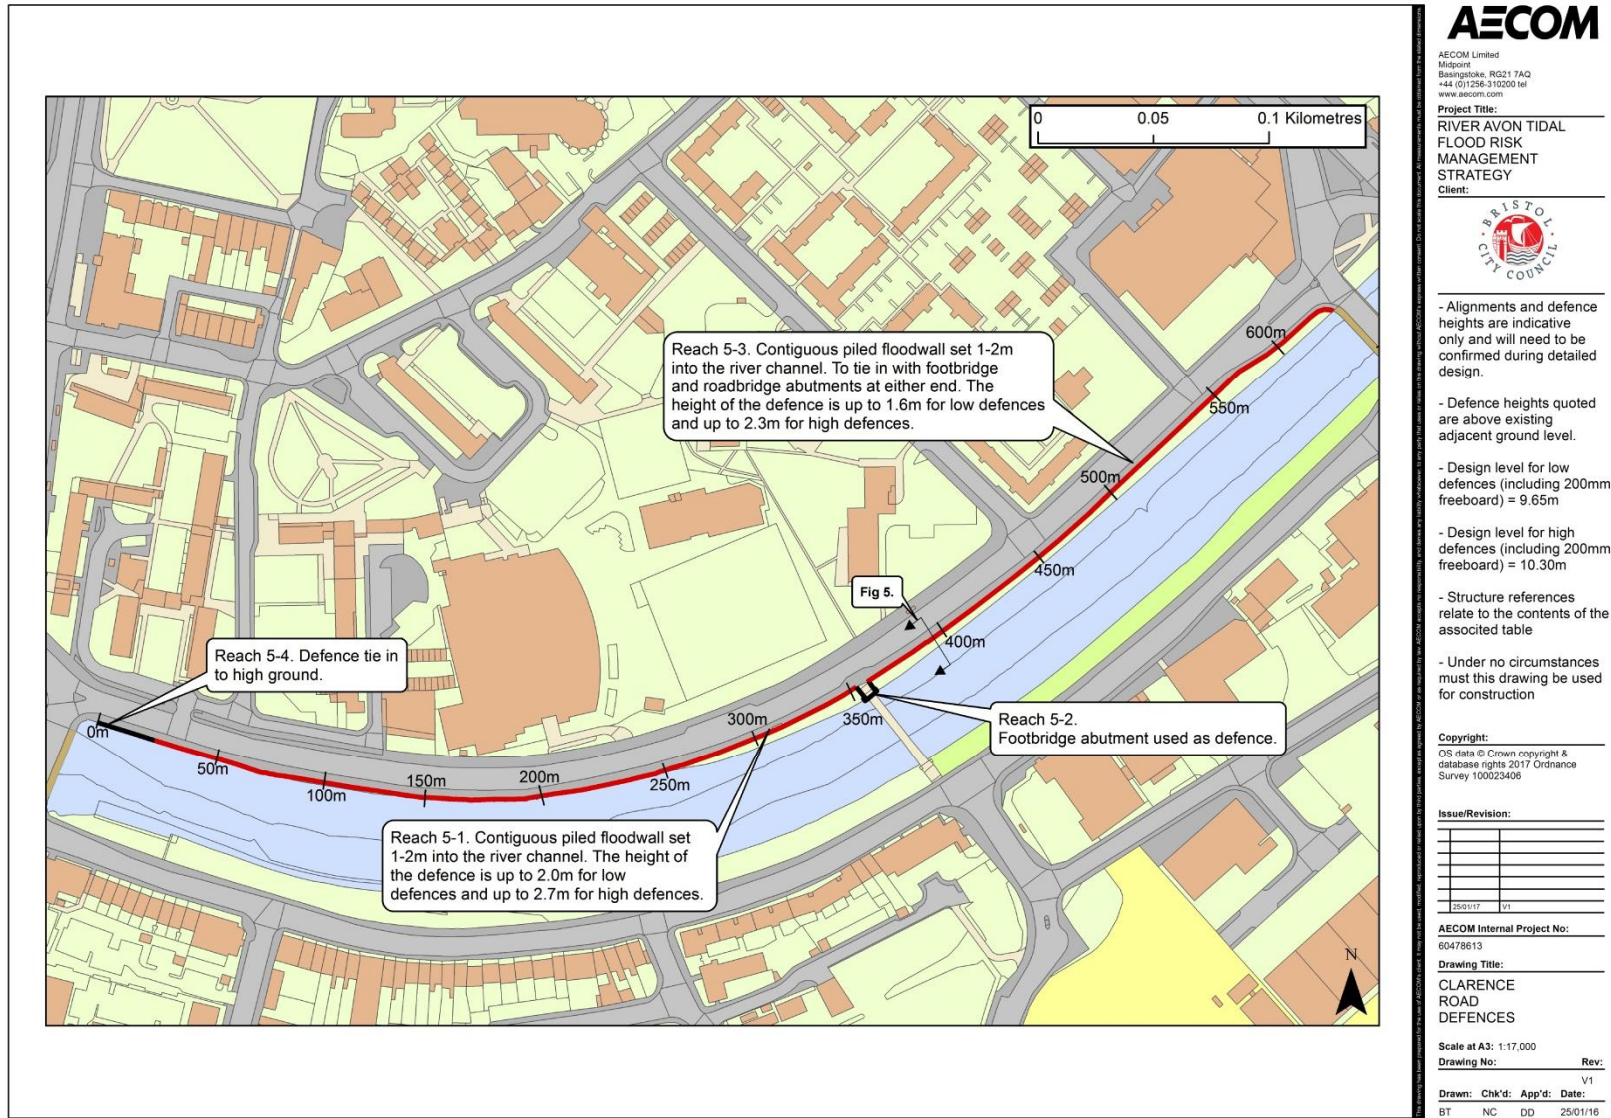 0 0.05 0.1 Kilometres
Reach 5-3. Contiguous piled floodwall set 1-2m
into the river channel. To tie in with footbridge
and roadbridge abutments at either end. The
height of the defence is up to 1.6m for low defences
and up to 2.3m for high defences.
600m
550m
500m
450m
Fig 5.
400m
Reach 5-4. Defence tie in
to high ground.
0m
50m
100m
150m
200m
250m
300m
350m
Reach 5-2.
Footbridge abutment used as defence.
Reach 5-1. Contiguous piled floodwall set
1-2m into the river channel. The height of
the defence is up to 2.0m for low
defences and up to 2.7m for high defences.
N
AECOM
AECOM Limited
Midpoint
Basingstoke, RG21 7AQ
+44 (0)1256-310200 tel
www.aecom.com
Project Title:
RIVER AVON TIDAL
FLOOD RISK
MANAGEMENT
STRATEGY
Client:
BRISTOL
CITY COUNCIL
- Alignments and defence
heights are indicative
only and will need to be
confirmed during detailed
design.
- Defence heights quoted
are above existing
adjacent ground level.
- Design level for low
defences (including 200mm
freeboard) = 9.65m
- Design level for high
defences (including 200mm
freeboard) = 10.30m
- Structure references
relate to the contents of the
associted table
- Under no circumstances
must this drawing be used
for construction
Copyright:
OS data © Crown copyright &
database rights 2017 Ordnance
Survey 100023406
Issue/Revision:
25/01/17 V1
AECOM Internal Project No:
60478613
Drawing Title:
CLARENCE
ROAD
DEFENCES
Scale at A3: 1:17,000
Drawing No: Rev:
V1
Drawn: Chk'd: App'd: Date:
BT NC DD 25/01/16